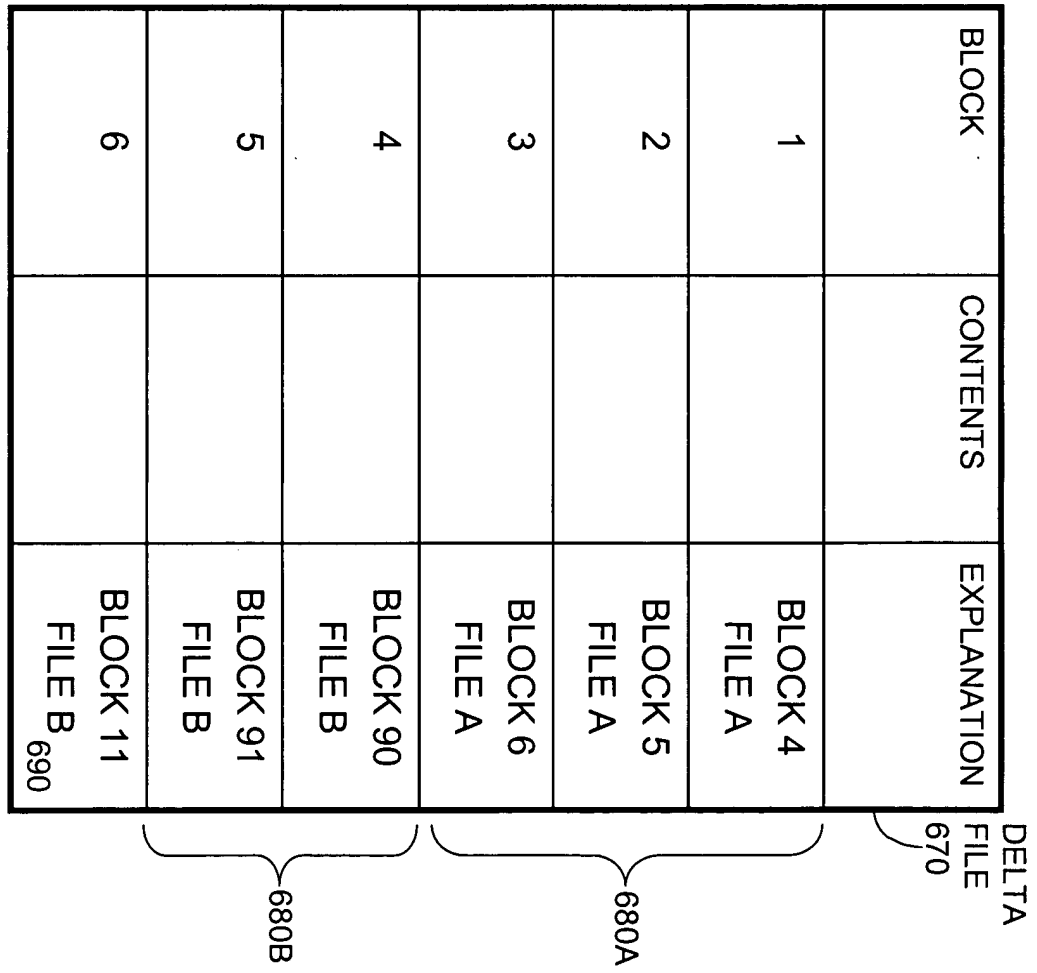 DELTA
FILE
670
BLOCK
CONTENTS
EXPLANATION
1
BLOCK 4
FILE A
2
BLOCK 5
FILE A
3
BLOCK 6
FILE A
680A
4
BLOCK 90
FILE B
5
BLOCK 91
FILE B
680B
6
BLOCK 11
FILE B
690